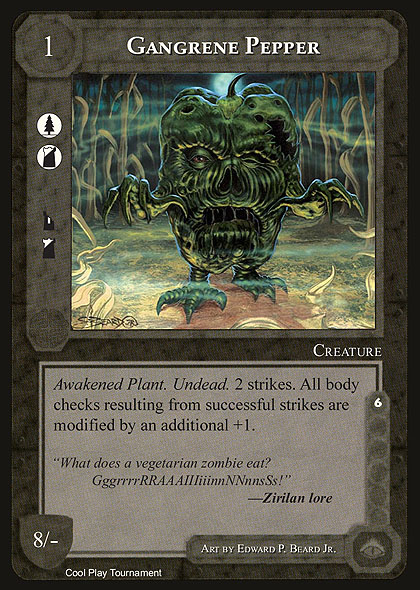 1
GANGRENE PEPPER
CREATURE
Awakened Plant. Undead. 2 strikes. All body
checks resulting from successful strikes are
modified by an additional +1.
6
“What does a vegetarian zombie eat?
GggrrrrRRAAAIIIiiinnNNnnsSs!”
—Zirilan lore
8/-
ART BY EDWARD P. BEARD JR.
Cool Play Tournament